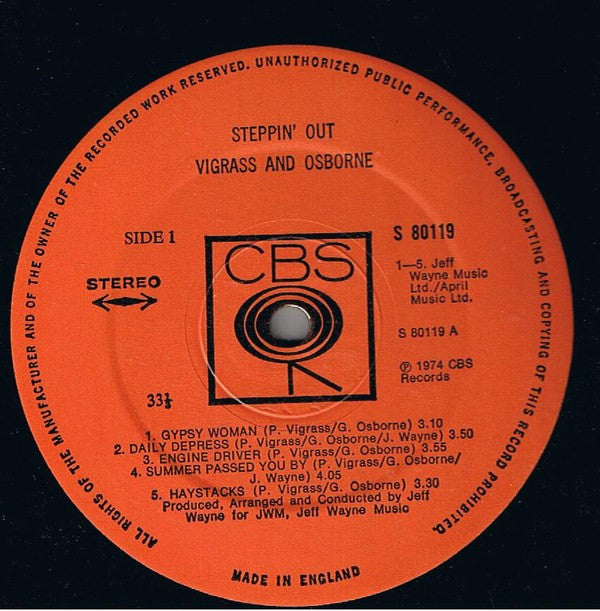 ALL RIGHTS OF THE MANUFACTURER AND OF THE OWNER OF THE RECORDED WORK RESERVED. UNAUTHORIZED PUBLIC PERFORMANCE, BROADCASTING AND COPYING OF THIS RECORD PROHIBITED.
STEPPIN' OUT
VIGRASS AND OSBORNE
SIDE 1
STEREO
33⅓
CBS
S 80119
1—5. Jeff
Wayne Music
Ltd./April
Music Ltd.
S 80119 A
℗ 1974 CBS
Records
1. GYPSY WOMAN (P. Vigrass/G. Osborne) 3.10
2. DAILY DEPRESS (P. Vigrass/G. Osborne/J. Wayne) 3.50
3. ENGINE DRIVER (P. Vigrass/G. Osborne) 3.55
4. SUMMER PASSED YOU BY (P. Vigrass/G. Osborne/
J. Wayne) 4.05
5. HAYSTACKS (P. Vigrass/G. Osborne) 3.30
Produced, Arranged and Conducted by Jeff
Wayne for JWM, Jeff Wayne Music
MADE IN ENGLAND